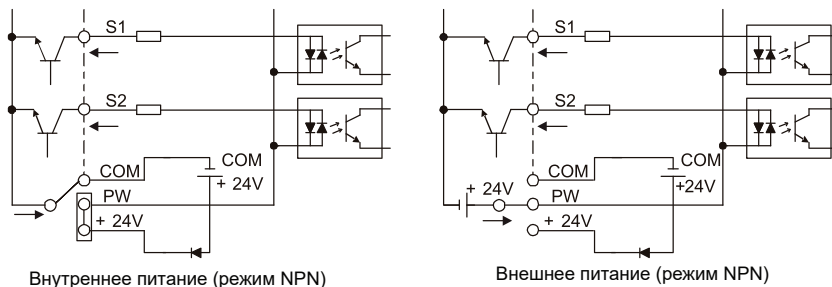 S1
S2
COM
COM
+ 24V
PW
+ 24V
Внутреннее питание (режим NPN)
S1
S2
COM
COM
+ 24V
+24V
PW
+ 24V
Внешнее питание (режим NPN)